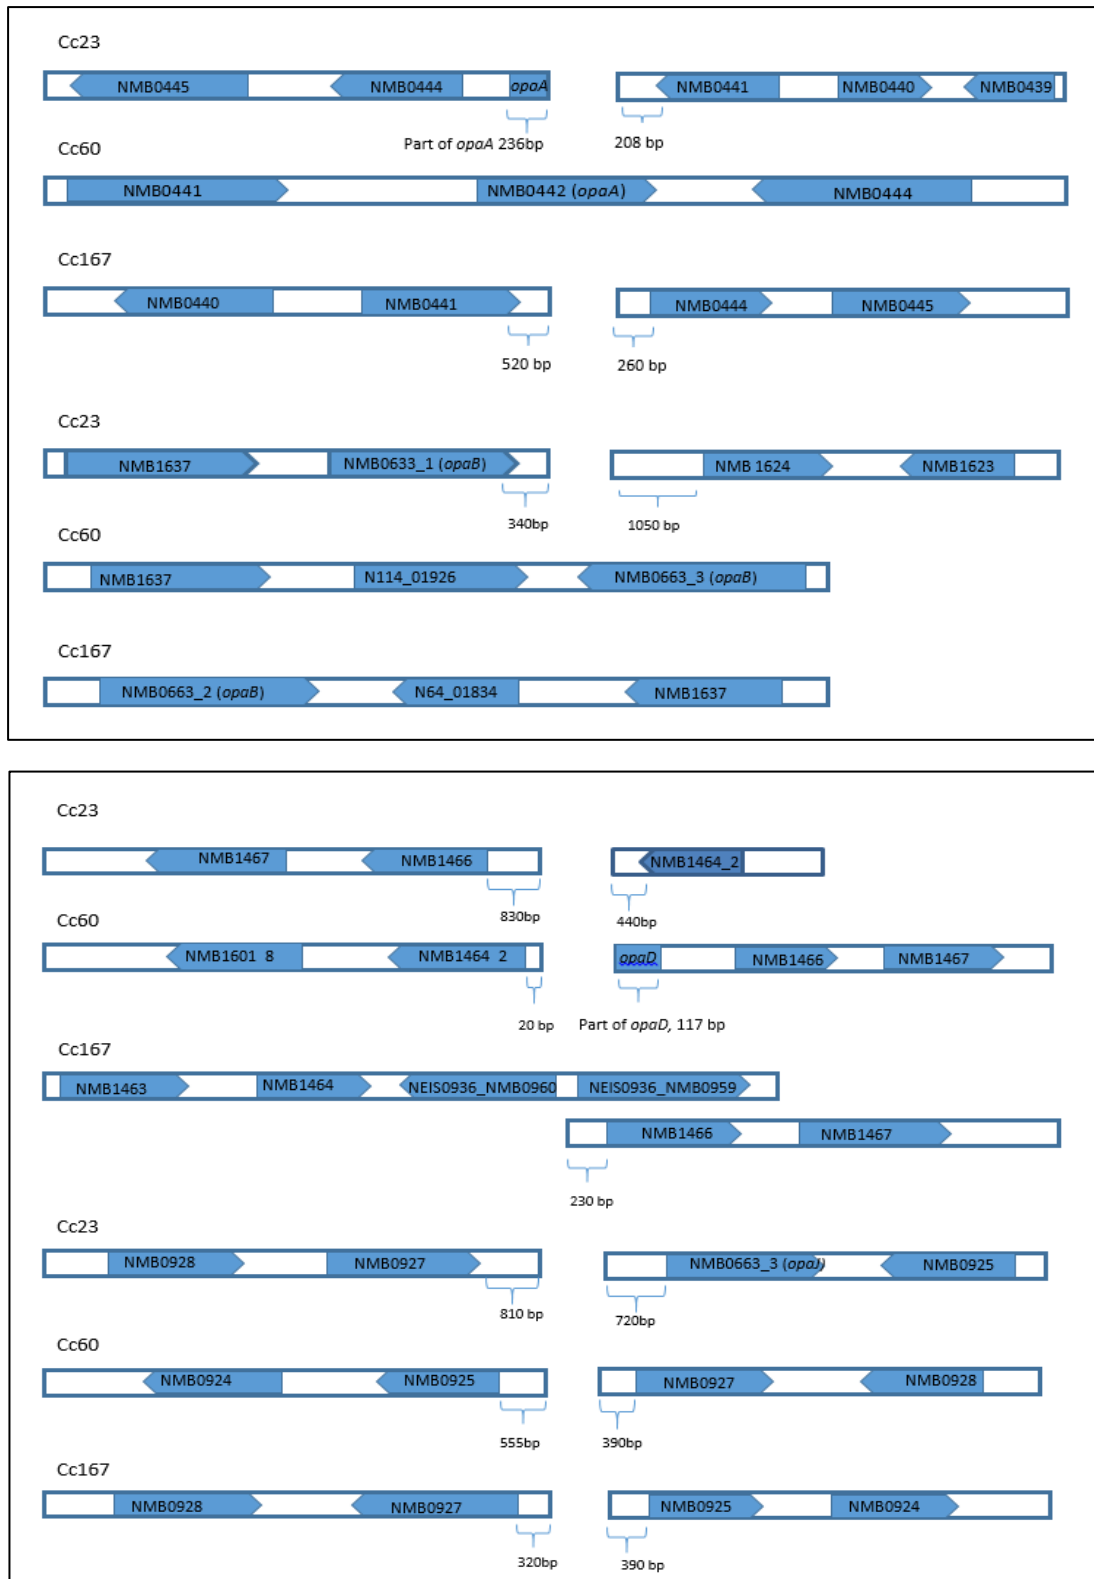 Cc23
NMB0445 NMB0444 opaA NMB0441 NMB0440 NMB0439
Part of opaA 236bp 208 bp
Cc60
NMB0441 NMB0442 (opaA) NMB0444
Cc167
NMB0440 NMB0441 NMB0444 NMB0445
520 bp 260 bp
Cc23
NMB1637 NMB0633_1 (opaB) NMB 1624 NMB1623
340bp 1050 bp
Cc60
NMB1637 N114_01926 NMB0663_3 (opaB)
Cc167
NMB0663_2 (opaB) N64_01834 NMB1637
Cc23
NMB1467 NMB1466 NMB1464_2
830bp 440bp
Cc60
NMB1601_8 NMB1464_2 opaD NMB1466 NMB1467
20 bp Part of opaD, 117 bp
Cc167
NMB1463 NMB1464 NEIS0936_NMB0960 NEIS0936_NMB0959
NMB1466 NMB1467
230 bp
Cc23
NMB0928 NMB0927 NMB0663_3 (opaJ) NMB0925
810 bp 720bp
Cc60
NMB0924 NMB0925 NMB0927 NMB0928
555bp 390bp
Cc167
NMB0928 NMB0927 NMB0925 NMB0924
320bp 390 bp